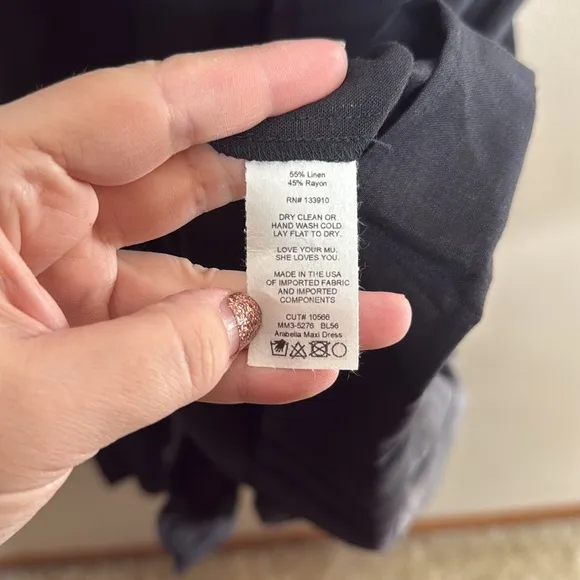 55% Linen
45% Rayon
RN# 133910
DRY CLEAN OR
HAND WASH COLD.
LAY FLAT TO DRY.
LOVE YOUR MU.
SHE LOVES YOU.
MADE IN THE USA
OF IMPORTED FABRIC
AND IMPORTED
COMPONENTS
CUT# 10566
MM3-5276 BL56
Arabella Maxi Dress